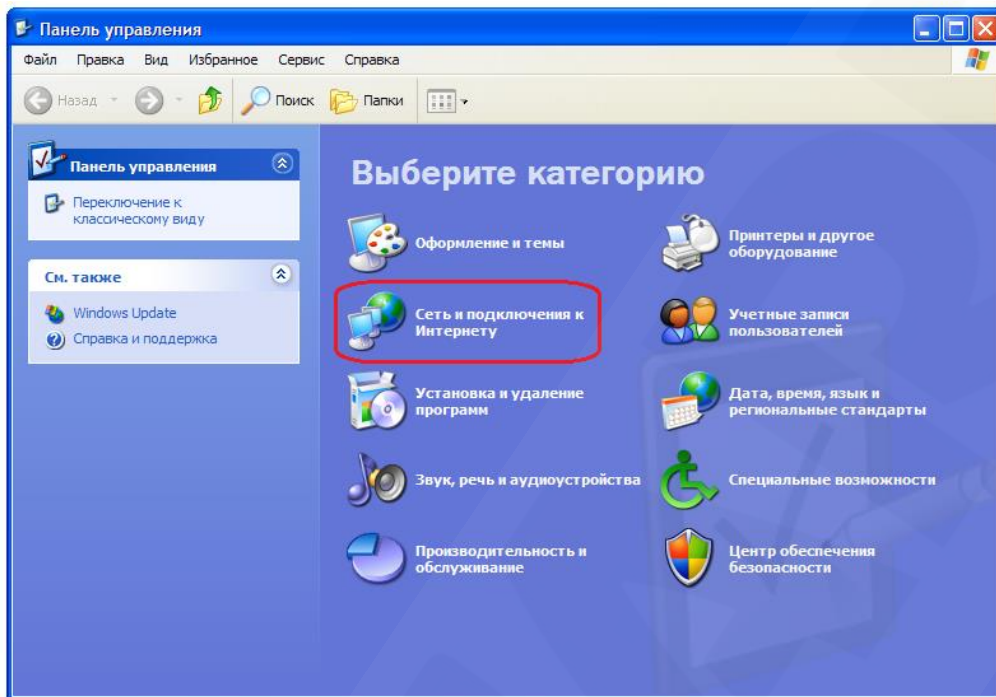 Панель управления
Файл Правка Вид Избранное Сервис Справка
Назад Поиск Папки
Панель управления
Переключение к
классическому виду
См. также
Windows Update
Справка и поддержка
Выберите категорию
Оформление и темы
Принтеры и другое
оборудование
Сеть и подключения к
Интернету
Учетные записи
пользователей
Установка и удаление
программ
Дата, время, язык и
региональные стандарты
Звук, речь и аудиоустройства
Специальные возможности
Производительность и
обслуживание
Центр обеспечения
безопасности